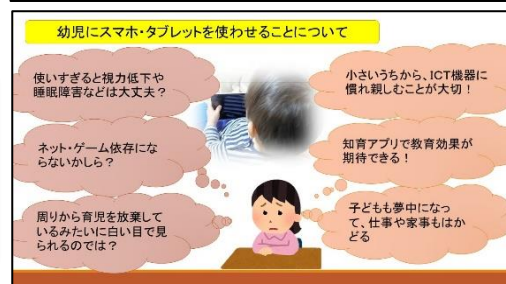 幼児にスマホ・タブレットを使わせることについて
使いすぎると視力低下や
睡眠障害などは大丈夫？
ネット・ゲーム依存にな
らないかしら？
周りから育児を放棄して
いるみたいに白い目で見
られるのでは？
小さいうちから、ICT機器に
慣れ親しむことが大切！
知育アプリで教育効果が
期待できる！
子どもも夢中になっ
て、仕事や家事もはか
どる